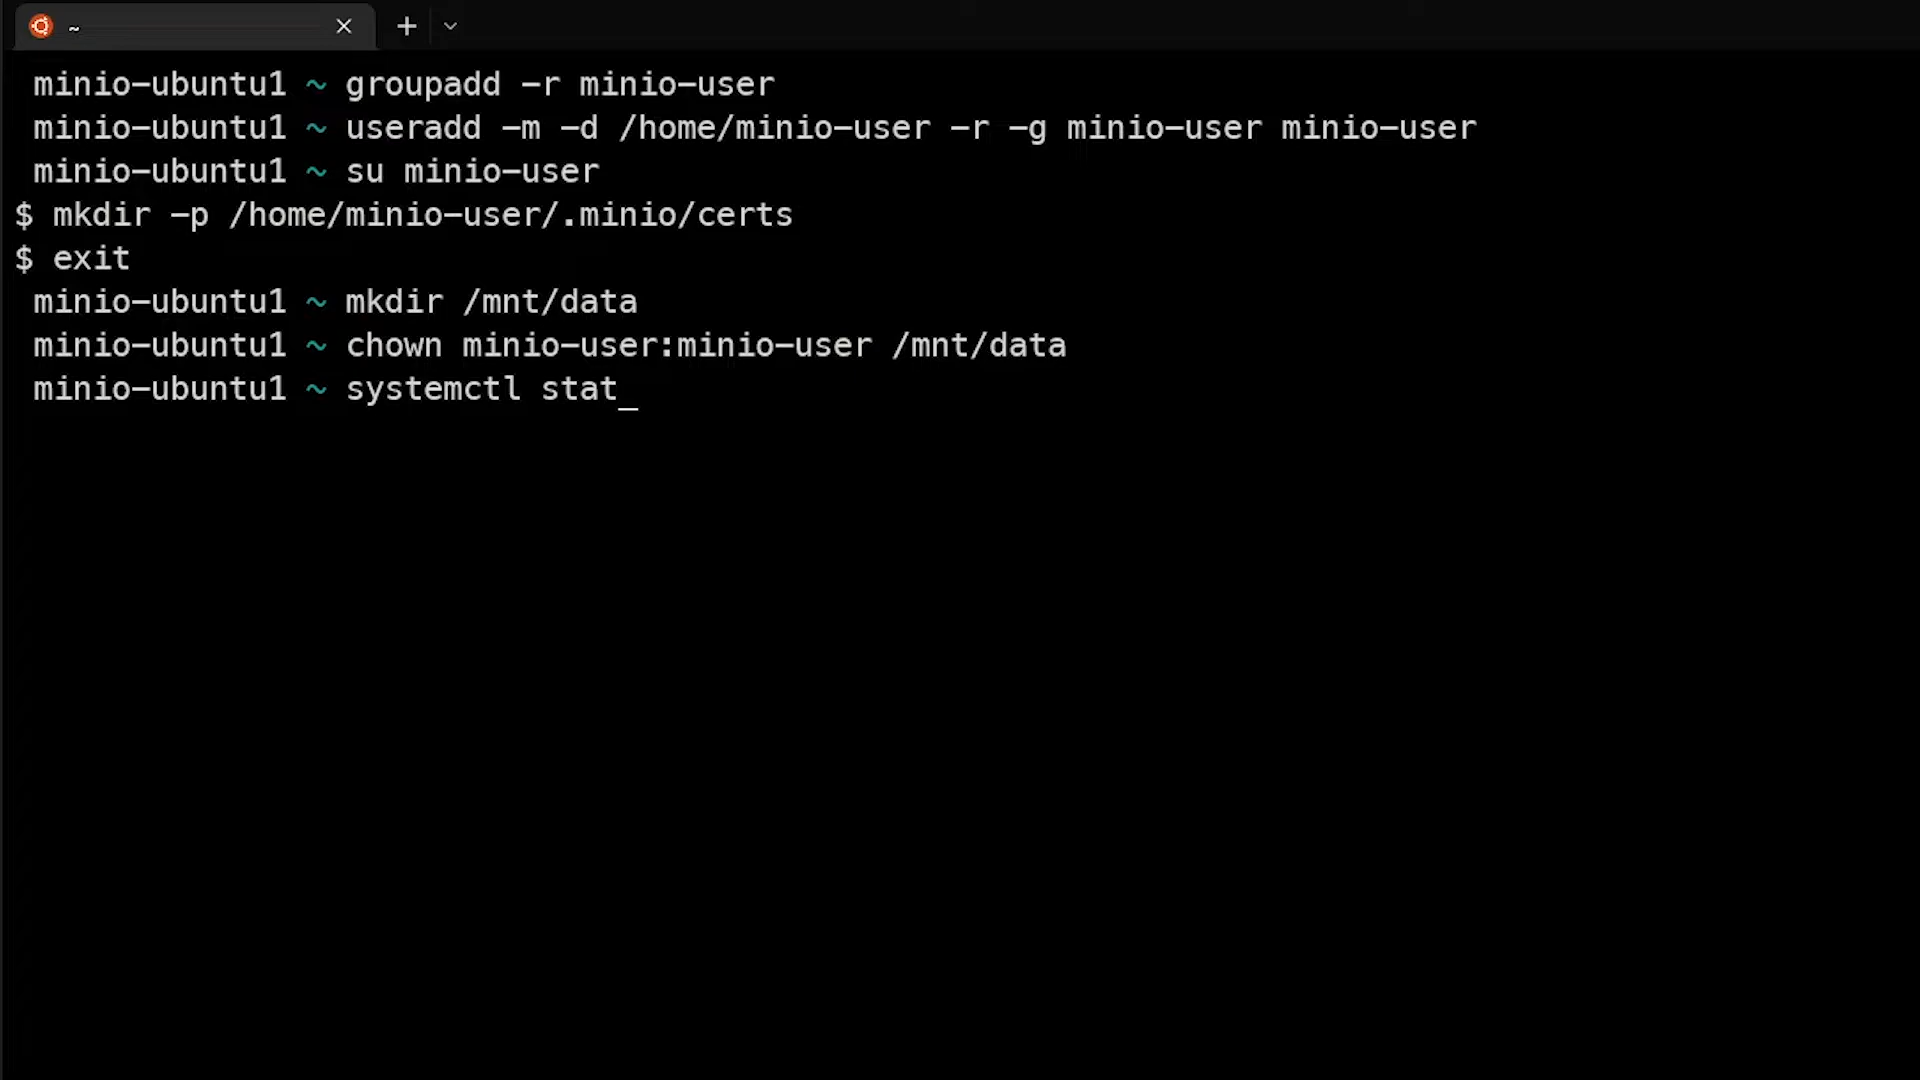 ~
minio-ubuntu1 ~ groupadd -r minio-user
minio-ubuntu1 ~ useradd -m -d /home/minio-user -r -g minio-user minio-user
minio-ubuntu1 ~ su minio-user
$ mkdir -p /home/minio-user/.minio/certs
$ exit
minio-ubuntu1 ~ mkdir /mnt/data
minio-ubuntu1 ~ chown minio-user:minio-user /mnt/data
minio-ubuntu1 ~ systemctl stat_